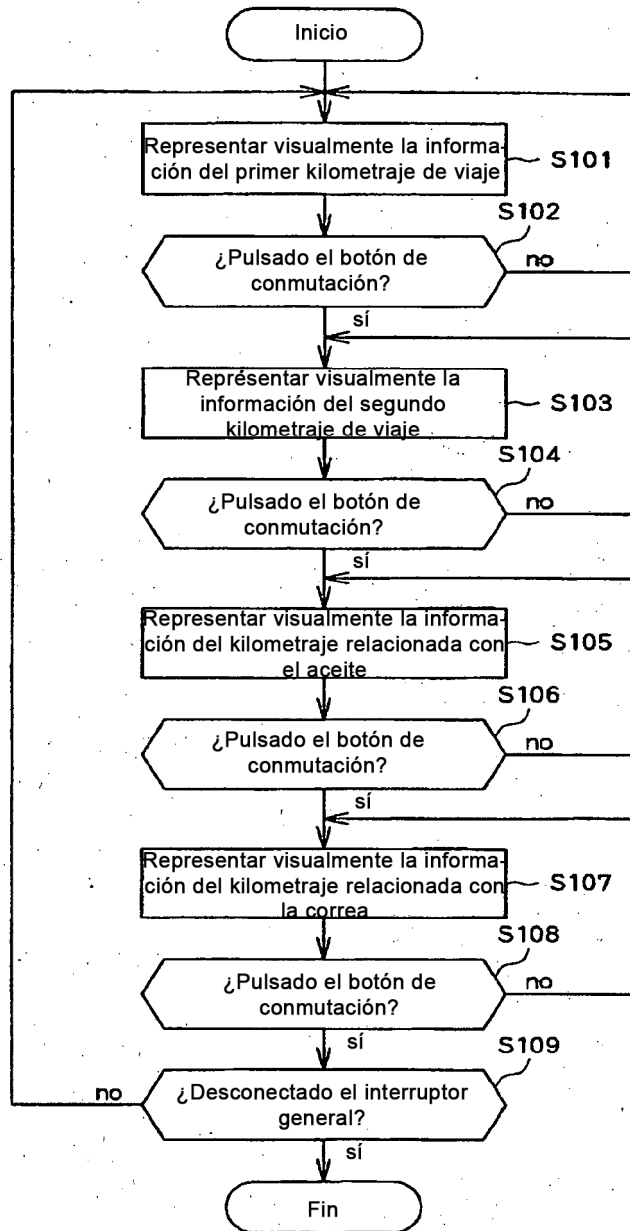 Inicio
Representar visualmente la informa-
ción del primer kilometraje de viaje
S101
S102
¿Pulsado el botón de
conmutación?
no
sí
Représentar visualmente la
información del segundo
kilometraje de viaje
S103
S104
¿Pulsado el botón de
conmutación?
no
sí
Representar visualmente la informa-
ción del kilometraje relacionada con
el aceite
S105
S106
¿Pulsado el botón de
conmutación?
no
sí
Representar visualmente la informa-
ción del kilometraje relacionada con
la correa
S107
S108
¿Pulsado el botón de
conmutación?
no
sí
S109
¿Desconectado el interruptor
general?
no
sí
Fin